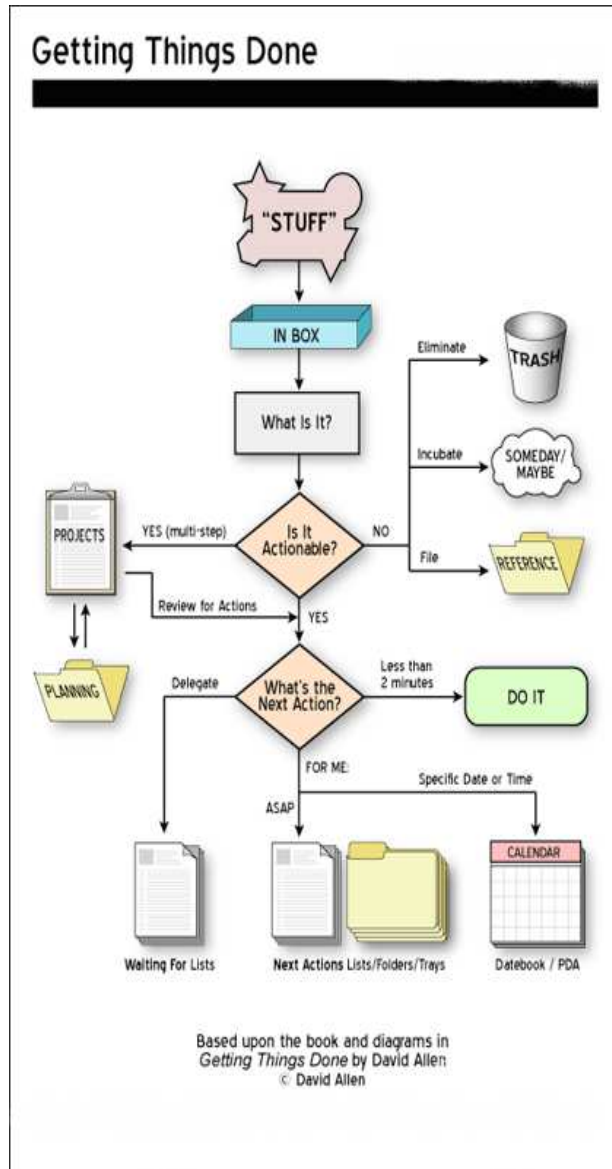 Getting Things Done
"STUFF"
IN BOX
Eliminate
TRASH
What Is It?
Incubate
SOMEDAY/
MAYBE
PROJECTS
YES (multi-step)
Is It
Actionable?
NO
File
REFERENCE
Review for Actions
YES
PLANNING
Delegate
What's the
Next Action?
Less than
2 minutes
DO IT
FOR ME:
Specific Date or Time
ASAP
CALENDAR
Waiting For Lists
Next Actions Lists/Folders/Trays
Datebook / PDA
Based upon the book and diagrams in
Getting Things Done by David Allen
© David Allen